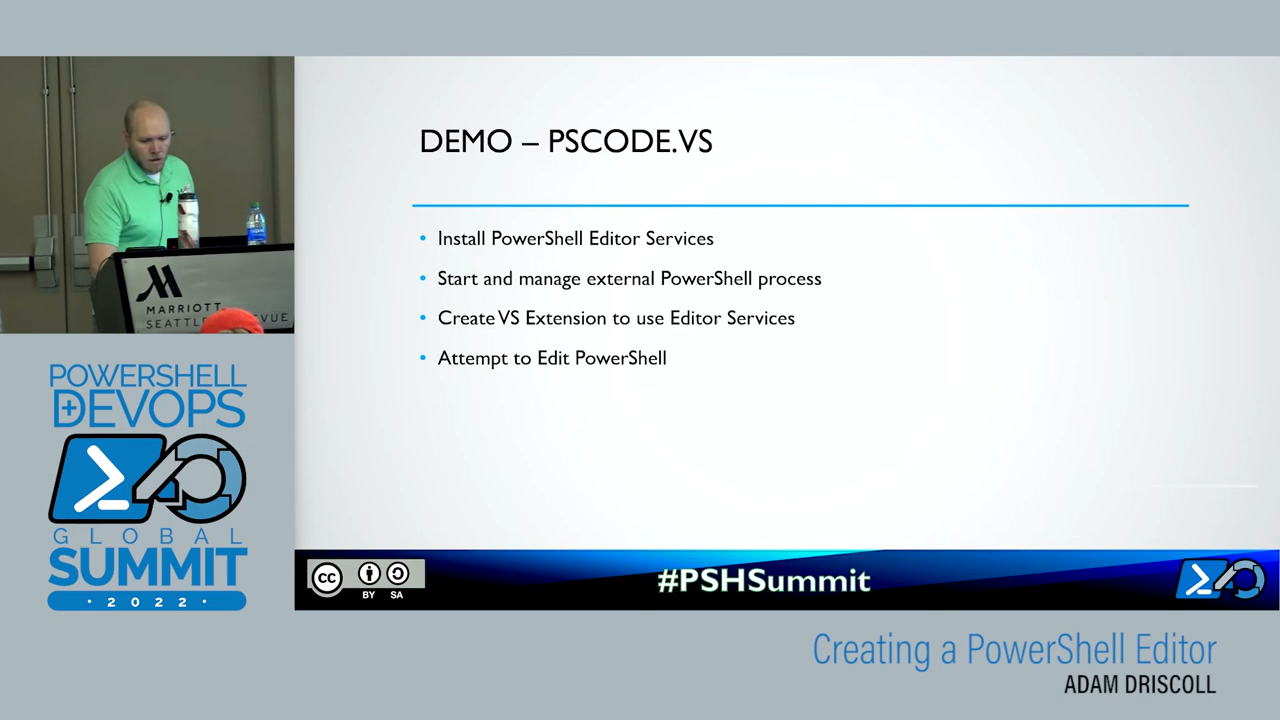 DEMO – PSCODE.VS
• Install PowerShell Editor Services
• Start and manage external PowerShell process
• Create VS Extension to use Editor Services
• Attempt to Edit PowerShell
MARRIOTT
SEATTLE
VUE
POWERSHELL
+
DEVOPS
GLOBAL
SUMMIT
· 2022 ·
cc
BY SA
#PSHSummit
Creating a PowerShell Editor
ADAM DRISCOLL